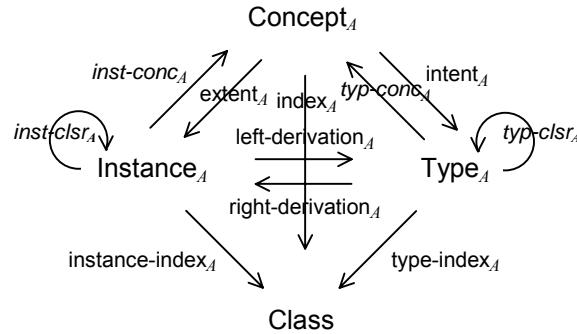 Concept_A
inst-conc_A
extent_A
index_A
typ-conc_A
intent_A
inst-clsr_A
left-derivation_A
typ-clsr_A
Instance_A
Type_A
right-derivation_A
instance-index_A
type-index_A
Class